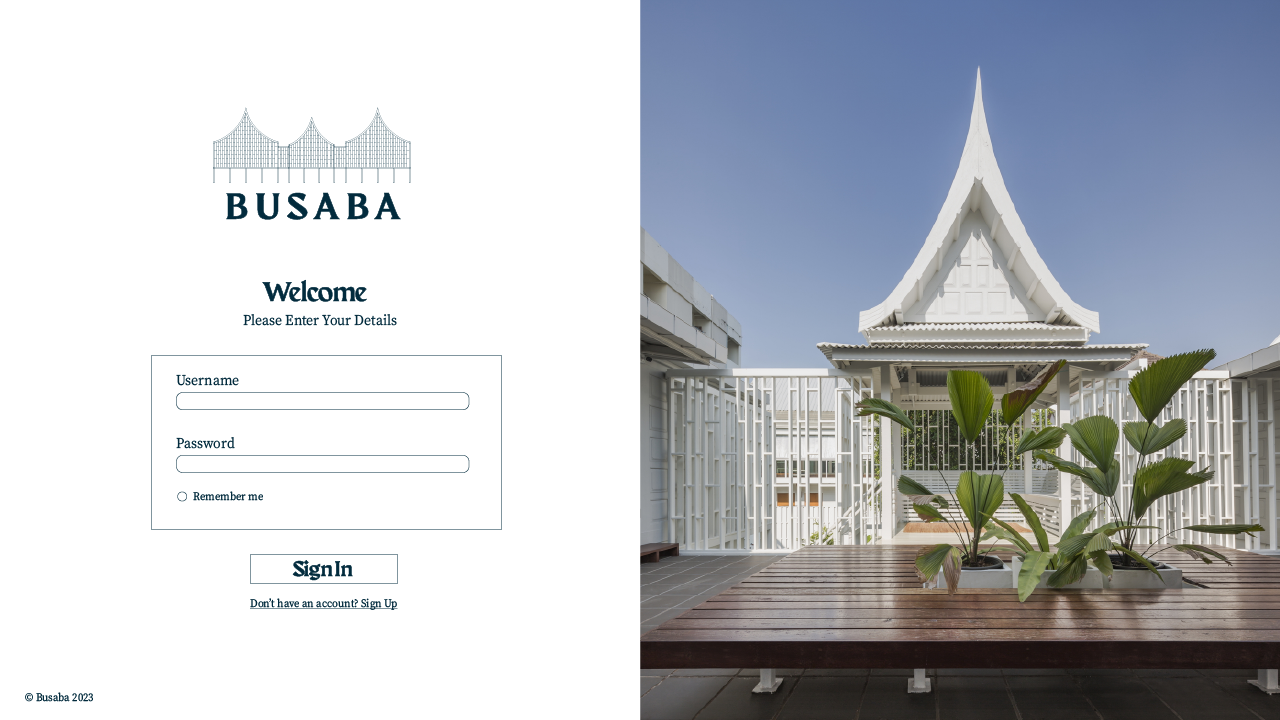 BUSABA
Welcome
Please Enter Your Details
Username
Password
Remember me
Sign In
Don't have an account? Sign Up
© Busaba 2023